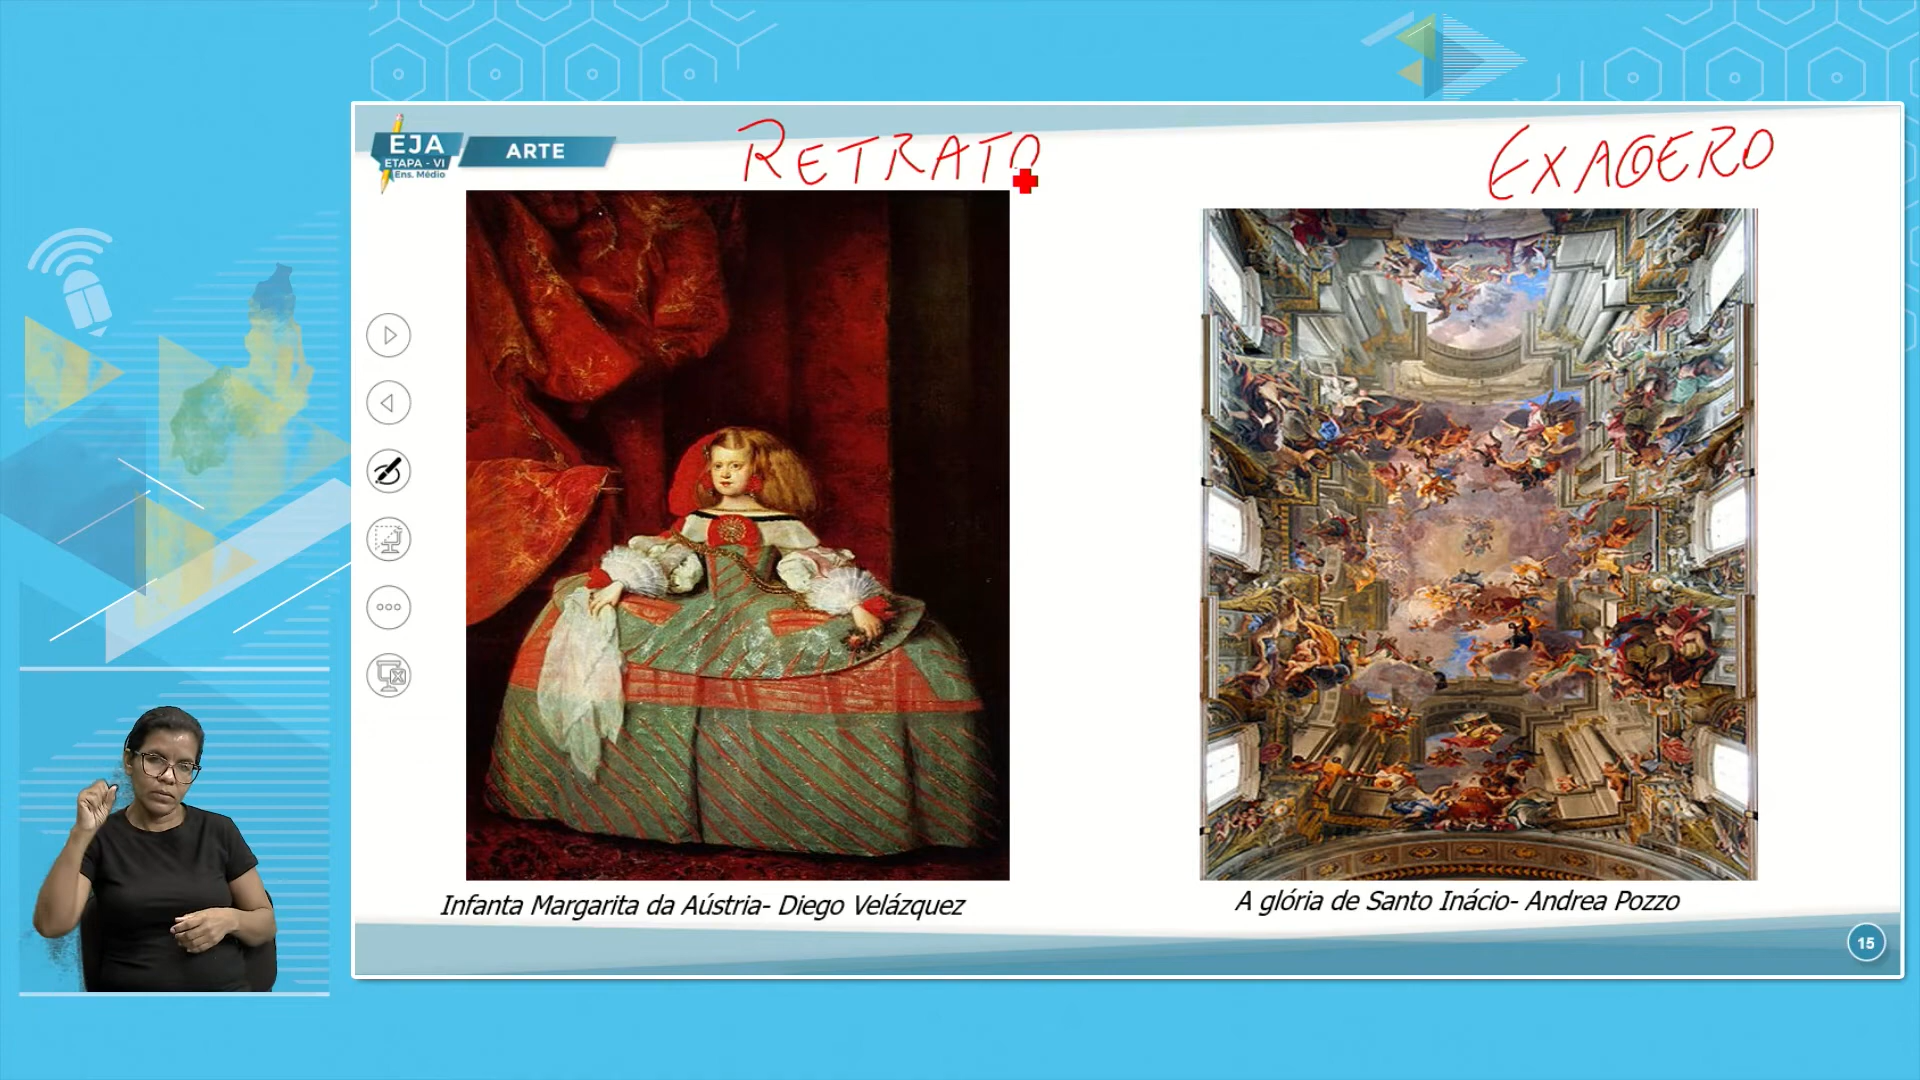 EJA
ETAPA - VI
Ens. Médio
ARTE
RETRATO
EXAGERO
Infanta Margarita da Aústria- Diego Velázquez
A glória de Santo Inácio- Andrea Pozzo
15